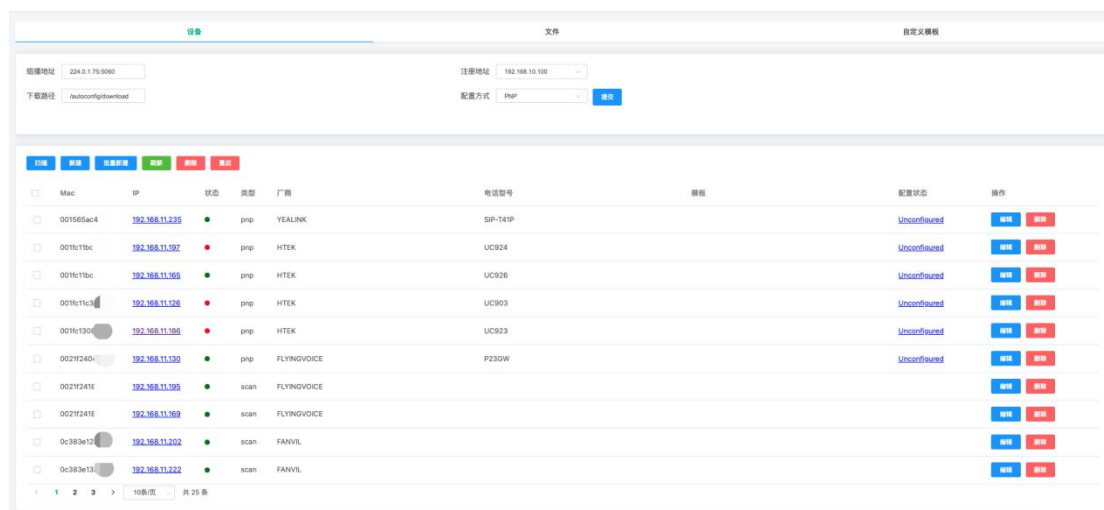 设备 文件 自定义模板
组播地址 224.0.1.75:5060 注册地址 192.168.10.100
下载路径 /autoconfig/download 配置方式 PNP 提交
扫描 新建 批量新建 刷新 删除 重启
Mac IP 状态 类型 厂商 电话型号 模板 配置状态 操作
001565ac4 192.168.11.235 pnp YEALINK SIP-T41P Unconfigured 编辑 删除
001fc11bc 192.168.11.197 pnp HTEK UC924 Unconfigured 编辑 删除
001fc11bc 192.168.11.165 pnp HTEK UC926 Unconfigured 编辑 删除
001fc11c3 192.168.11.126 pnp HTEK UC903 Unconfigured 编辑 删除
001fc130 192.168.11.186 pnp HTEK UC923 Unconfigured 编辑 删除
0021f240 192.168.11.130 pnp FLYINGVOICE P23GW Unconfigured 编辑 删除
0021f241 192.168.11.195 scan FLYINGVOICE 编辑 删除
0021f241 192.168.11.169 scan FLYINGVOICE 编辑 删除
0c383e12 192.168.11.202 scan FANVIL 编辑 删除
0c383e13 192.168.11.222 scan FANVIL 编辑 删除
< 1 2 3 > 10条/页 共 25 条